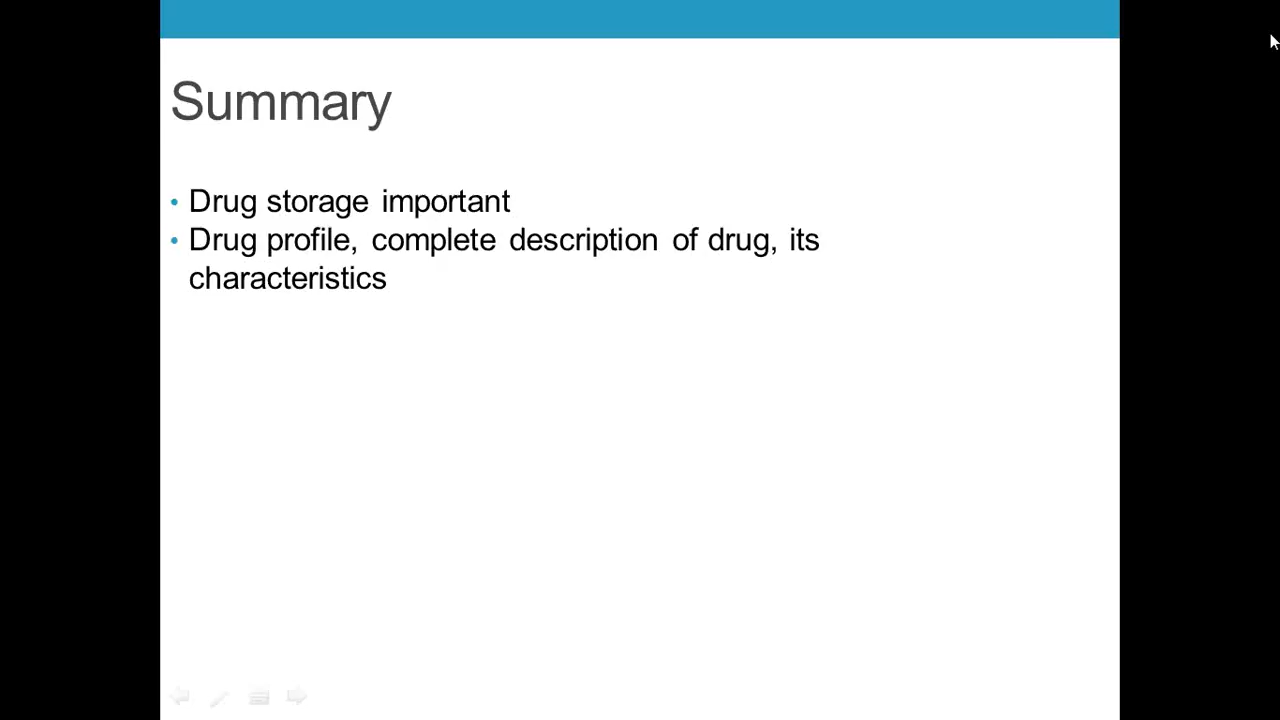 Summary
• Drug storage important
• Drug profile, complete description of drug, its
characteristics